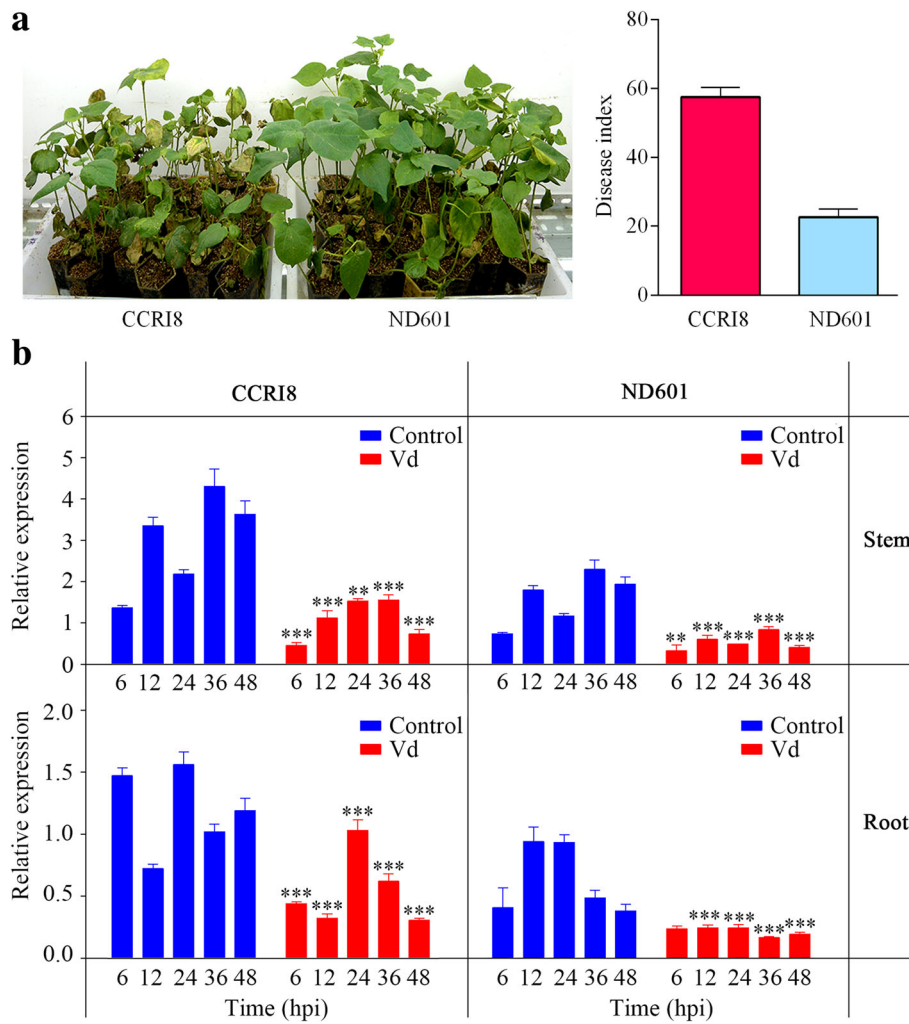 a
60
40
20
0
Disease index
CCRI8
ND601
CCRI8
ND601
b
CCRI8
ND601
6
5
4
3
2
1
0
Relative expression
Control
Vd
***
***
**
***
***
6 12 24 36 48
6 12 24 36 48
Control
Vd
**
***
***
***
***
6 12 24 36 48
6 12 24 36 48
Stem
2.0
1.5
1.0
0.5
0.0
Relative expression
Control
Vd
***
***
***
***
***
6 12 24 36 48
6 12 24 36 48
Time (hpi)
Control
Vd
***
***
***
***
6 12 24 36 48
6 12 24 36 48
Time (hpi)
Root